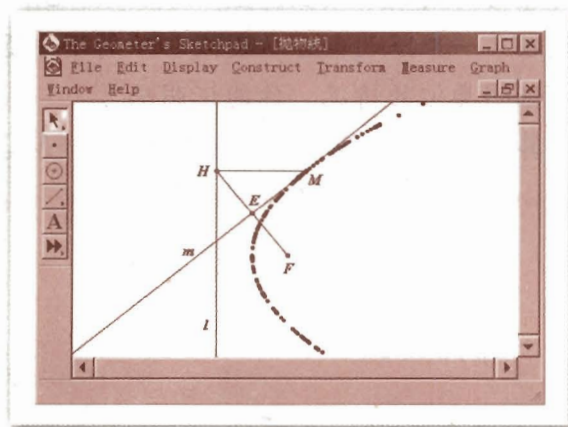 The Geometer's Sketchpad - [抛物线]
File Edit Display Construct Transform Measure Graph
Window Help
A
H
M
E
m
F
l